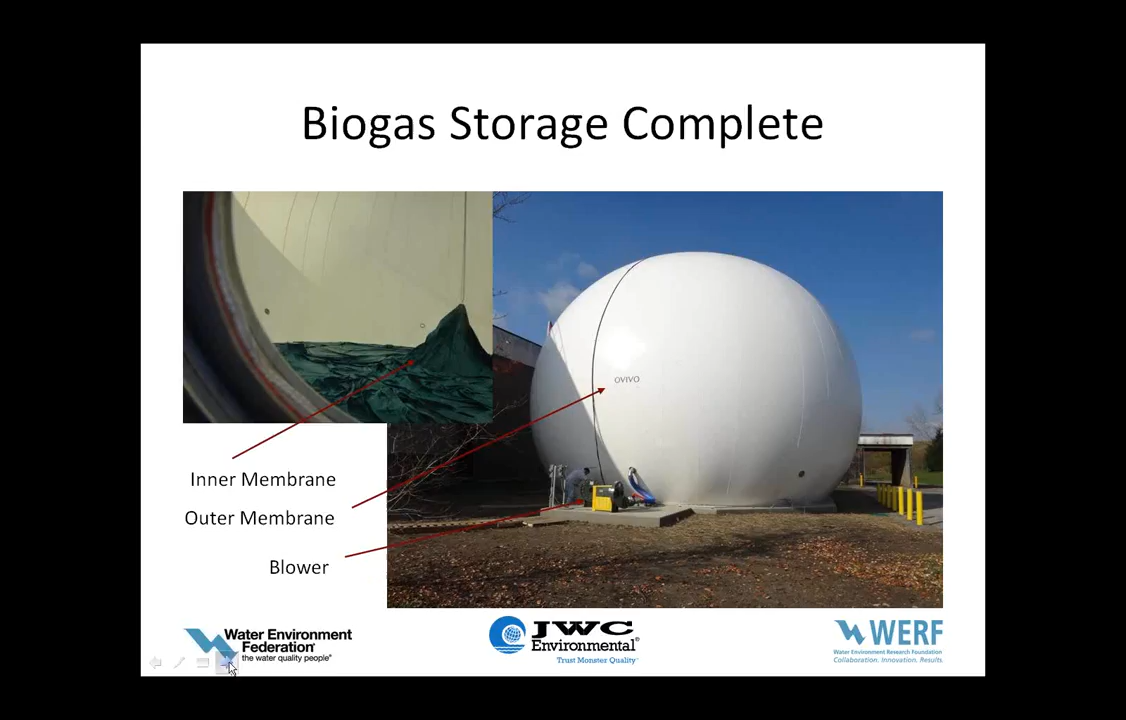 Biogas Storage Complete
OVIVO
Inner Membrane
Outer Membrane
Blower
Water Environment
Federation®
the water quality people®
JWC
Environmental®
Trust Monster Quality™
WERF
Water Environment Research Foundation
Collaboration. Innovation. Results.